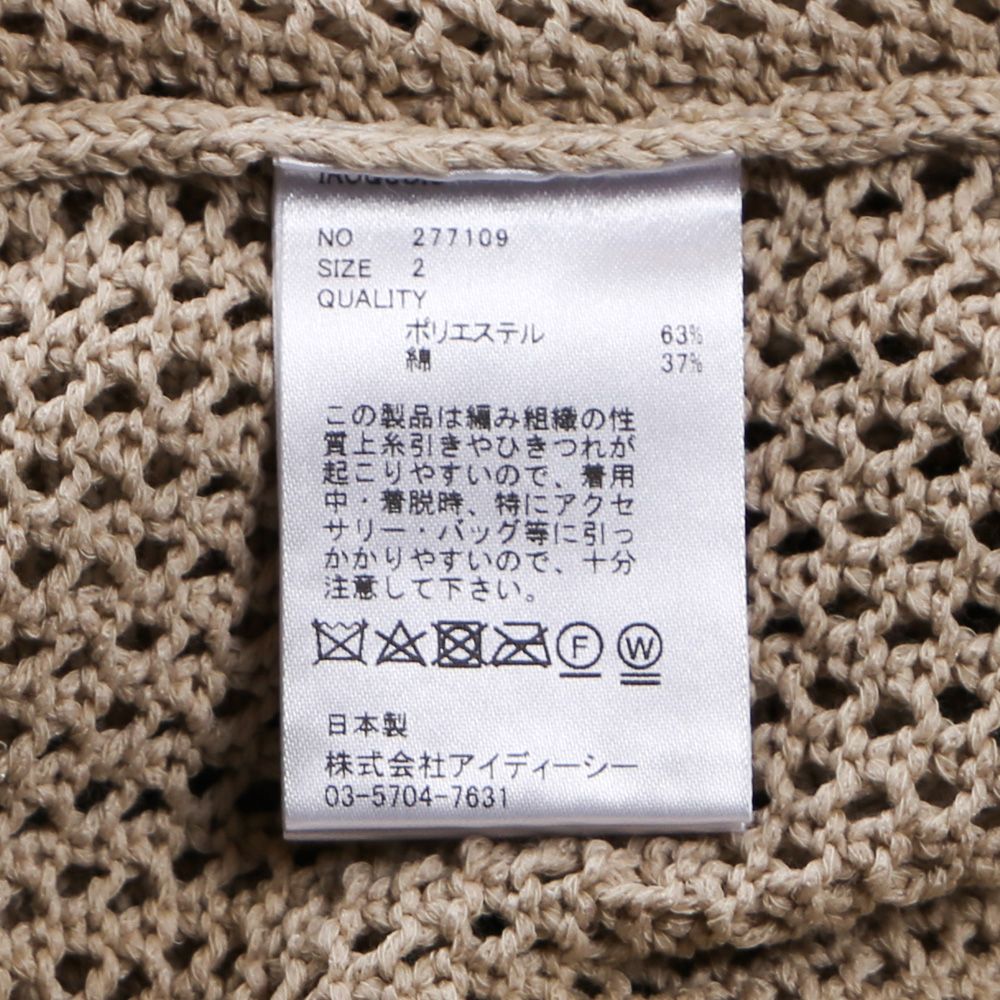 NO 277109
SIZE 2
QUALITY
ポリエステル 63%
綿 37%
この製品は編み組織の性
質上糸引きやひきつれが
起こりやすいので、着用
中・着脱時、特にアクセ
サリー・バッグ等に引っ
かかりやすいので、十分
注意して下さい。
F W
日本製
株式会社アイディーシー
03-5704-7631